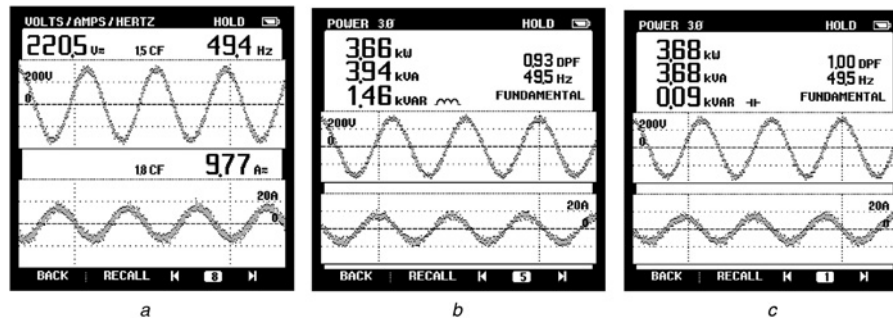 VOLTS/AMPS/HERTZ HOLD
220.5 V≂ 1.5 CF 49.4 Hz
200V
0
1.8 CF 9.77 A≂
20A
0
BACK RECALL 8
a
POWER 3Ø HOLD
3.66 kW
3.94 kVA 0.93 DPF
1.46 kVAR 49.5 Hz
FUNDAMENTAL
200V
0
20A
0
BACK RECALL 5
b
POWER 3Ø HOLD
3.68 kW
3.68 kVA 1.00 DPF
0.09 kVAR 49.5 Hz
FUNDAMENTAL
200V
0
20A
0
BACK RECALL 1
c